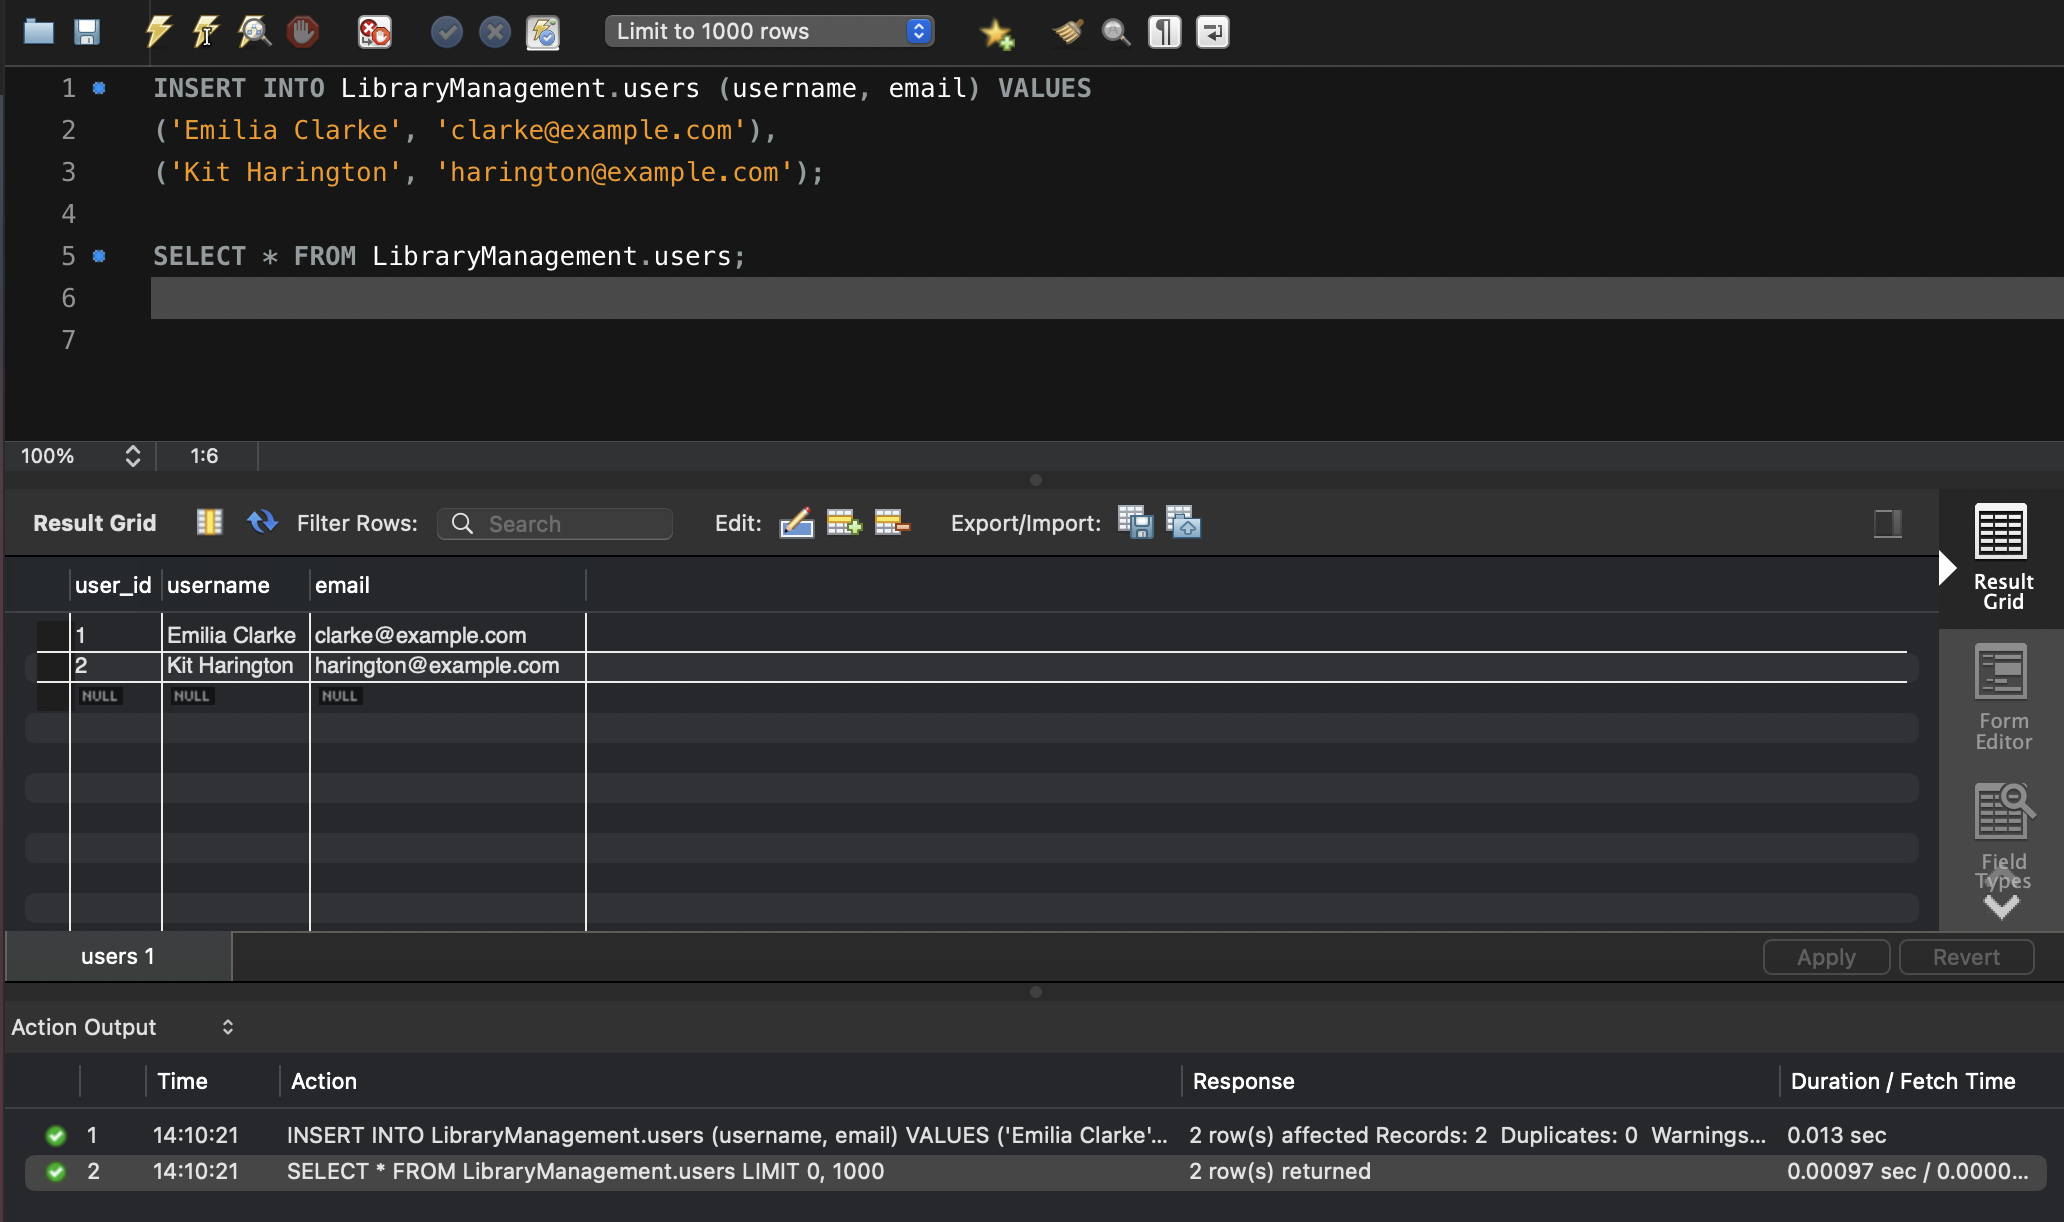 Limit to 1000 rows
1 INSERT INTO LibraryManagement.users (username, email) VALUES
2 ('Emilia Clarke', 'clarke@example.com'),
3 ('Kit Harington', 'harington@example.com');
4
5 SELECT * FROM LibraryManagement.users;
6
7
100% 1:6
Result Grid Filter Rows: Search Edit: Export/Import:
user_id username email
1 Emilia Clarke clarke@example.com
2 Kit Harington harington@example.com
NULL NULL NULL
Result
Grid
Form
Editor
Field
Types
users 1 Apply Revert
Action Output
Time Action Response Duration / Fetch Time
1 14:10:21 INSERT INTO LibraryManagement.users (username, email) VALUES ('Emilia Clarke'... 2 row(s) affected Records: 2 Duplicates: 0 Warnings... 0.013 sec
2 14:10:21 SELECT * FROM LibraryManagement.users LIMIT 0, 1000 2 row(s) returned 0.00097 sec / 0.0000...